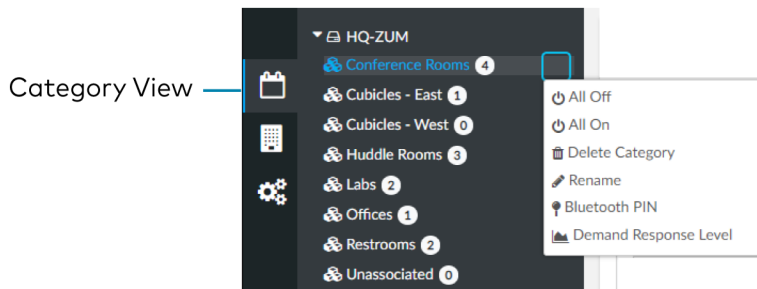 HQ-ZUM
Conference Rooms 4
Category View
Cubicles - East 1
Cubicles - West 0
Huddle Rooms 3
Labs 2
Offices 1
Restrooms 2
Unassociated 0
All Off
All On
Delete Category
Rename
Bluetooth PIN
Demand Response Level